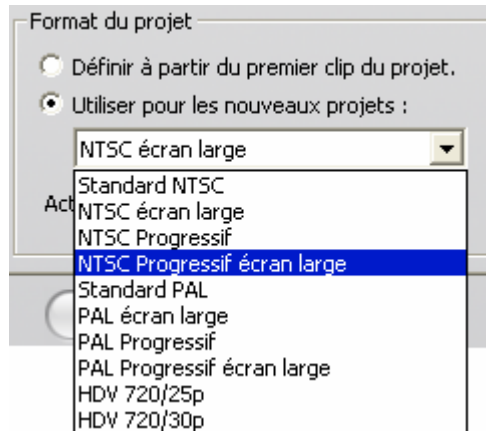 Format du projet
Définir à partir du premier clip du projet.
Utiliser pour les nouveaux projets :
NTSC écran large
Standard NTSC
Act
NTSC écran large
NTSC Progressif
NTSC Progressif écran large
Standard PAL
PAL écran large
PAL Progressif
PAL Progressif écran large
HDV 720/25p
HDV 720/30p